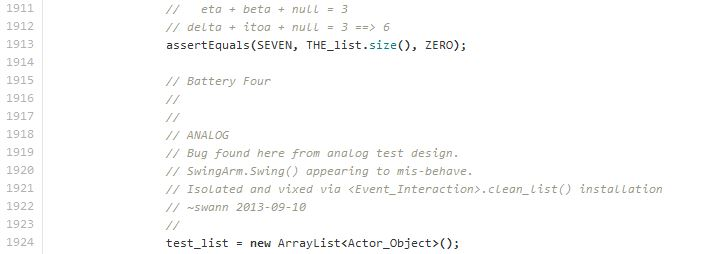 1911 //   eta + beta + null = 3
1912 // delta + itoa + null = 3 ==> 6
1913 assertEquals(SEVEN, THE_list.size(), ZERO);
1914
1915 // Battery Four
1916 //
1917 //
1918 // ANALOG
1919 // Bug found here from analog test design.
1920 // SwingArm.Swing() appearing to mis-behave.
1921 // Isolated and vixed via <Event_Interaction>.clean_list() installation
1922 // ~swann 2013-09-10
1923 //
1924 test_list = new ArrayList<Actor_Object>();